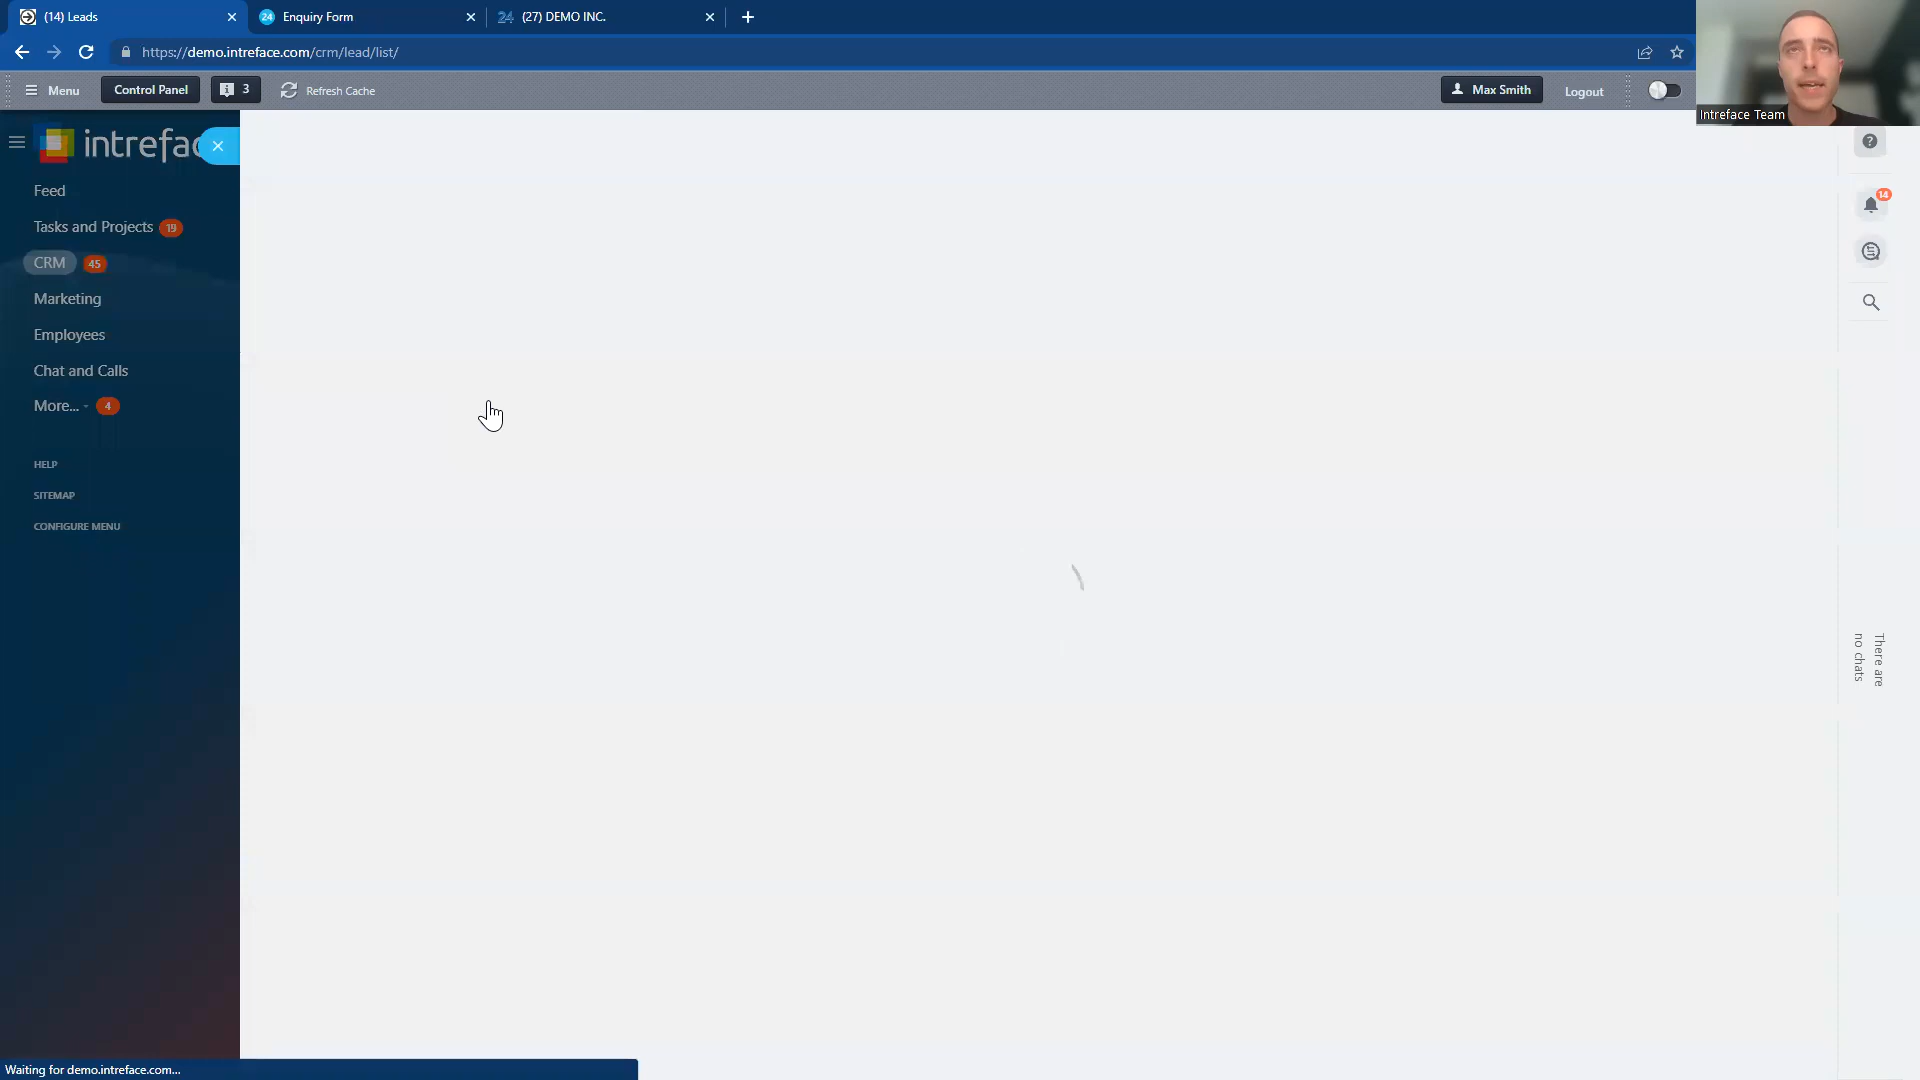 (14) Leads
24 Enquiry Form
24 (27) DEMO INC.
https://demo.intreface.com/crm/lead/list/
Menu
Control Panel
3
Refresh Cache
Max Smith
Logout
Intreface Team
intrefac
Feed
Tasks and Projects 19
CRM 45
Marketing
Employees
Chat and Calls
More... 4
HELP
SITEMAP
CONFIGURE MENU
14
There are
no chats
Waiting for demo.intreface.com...